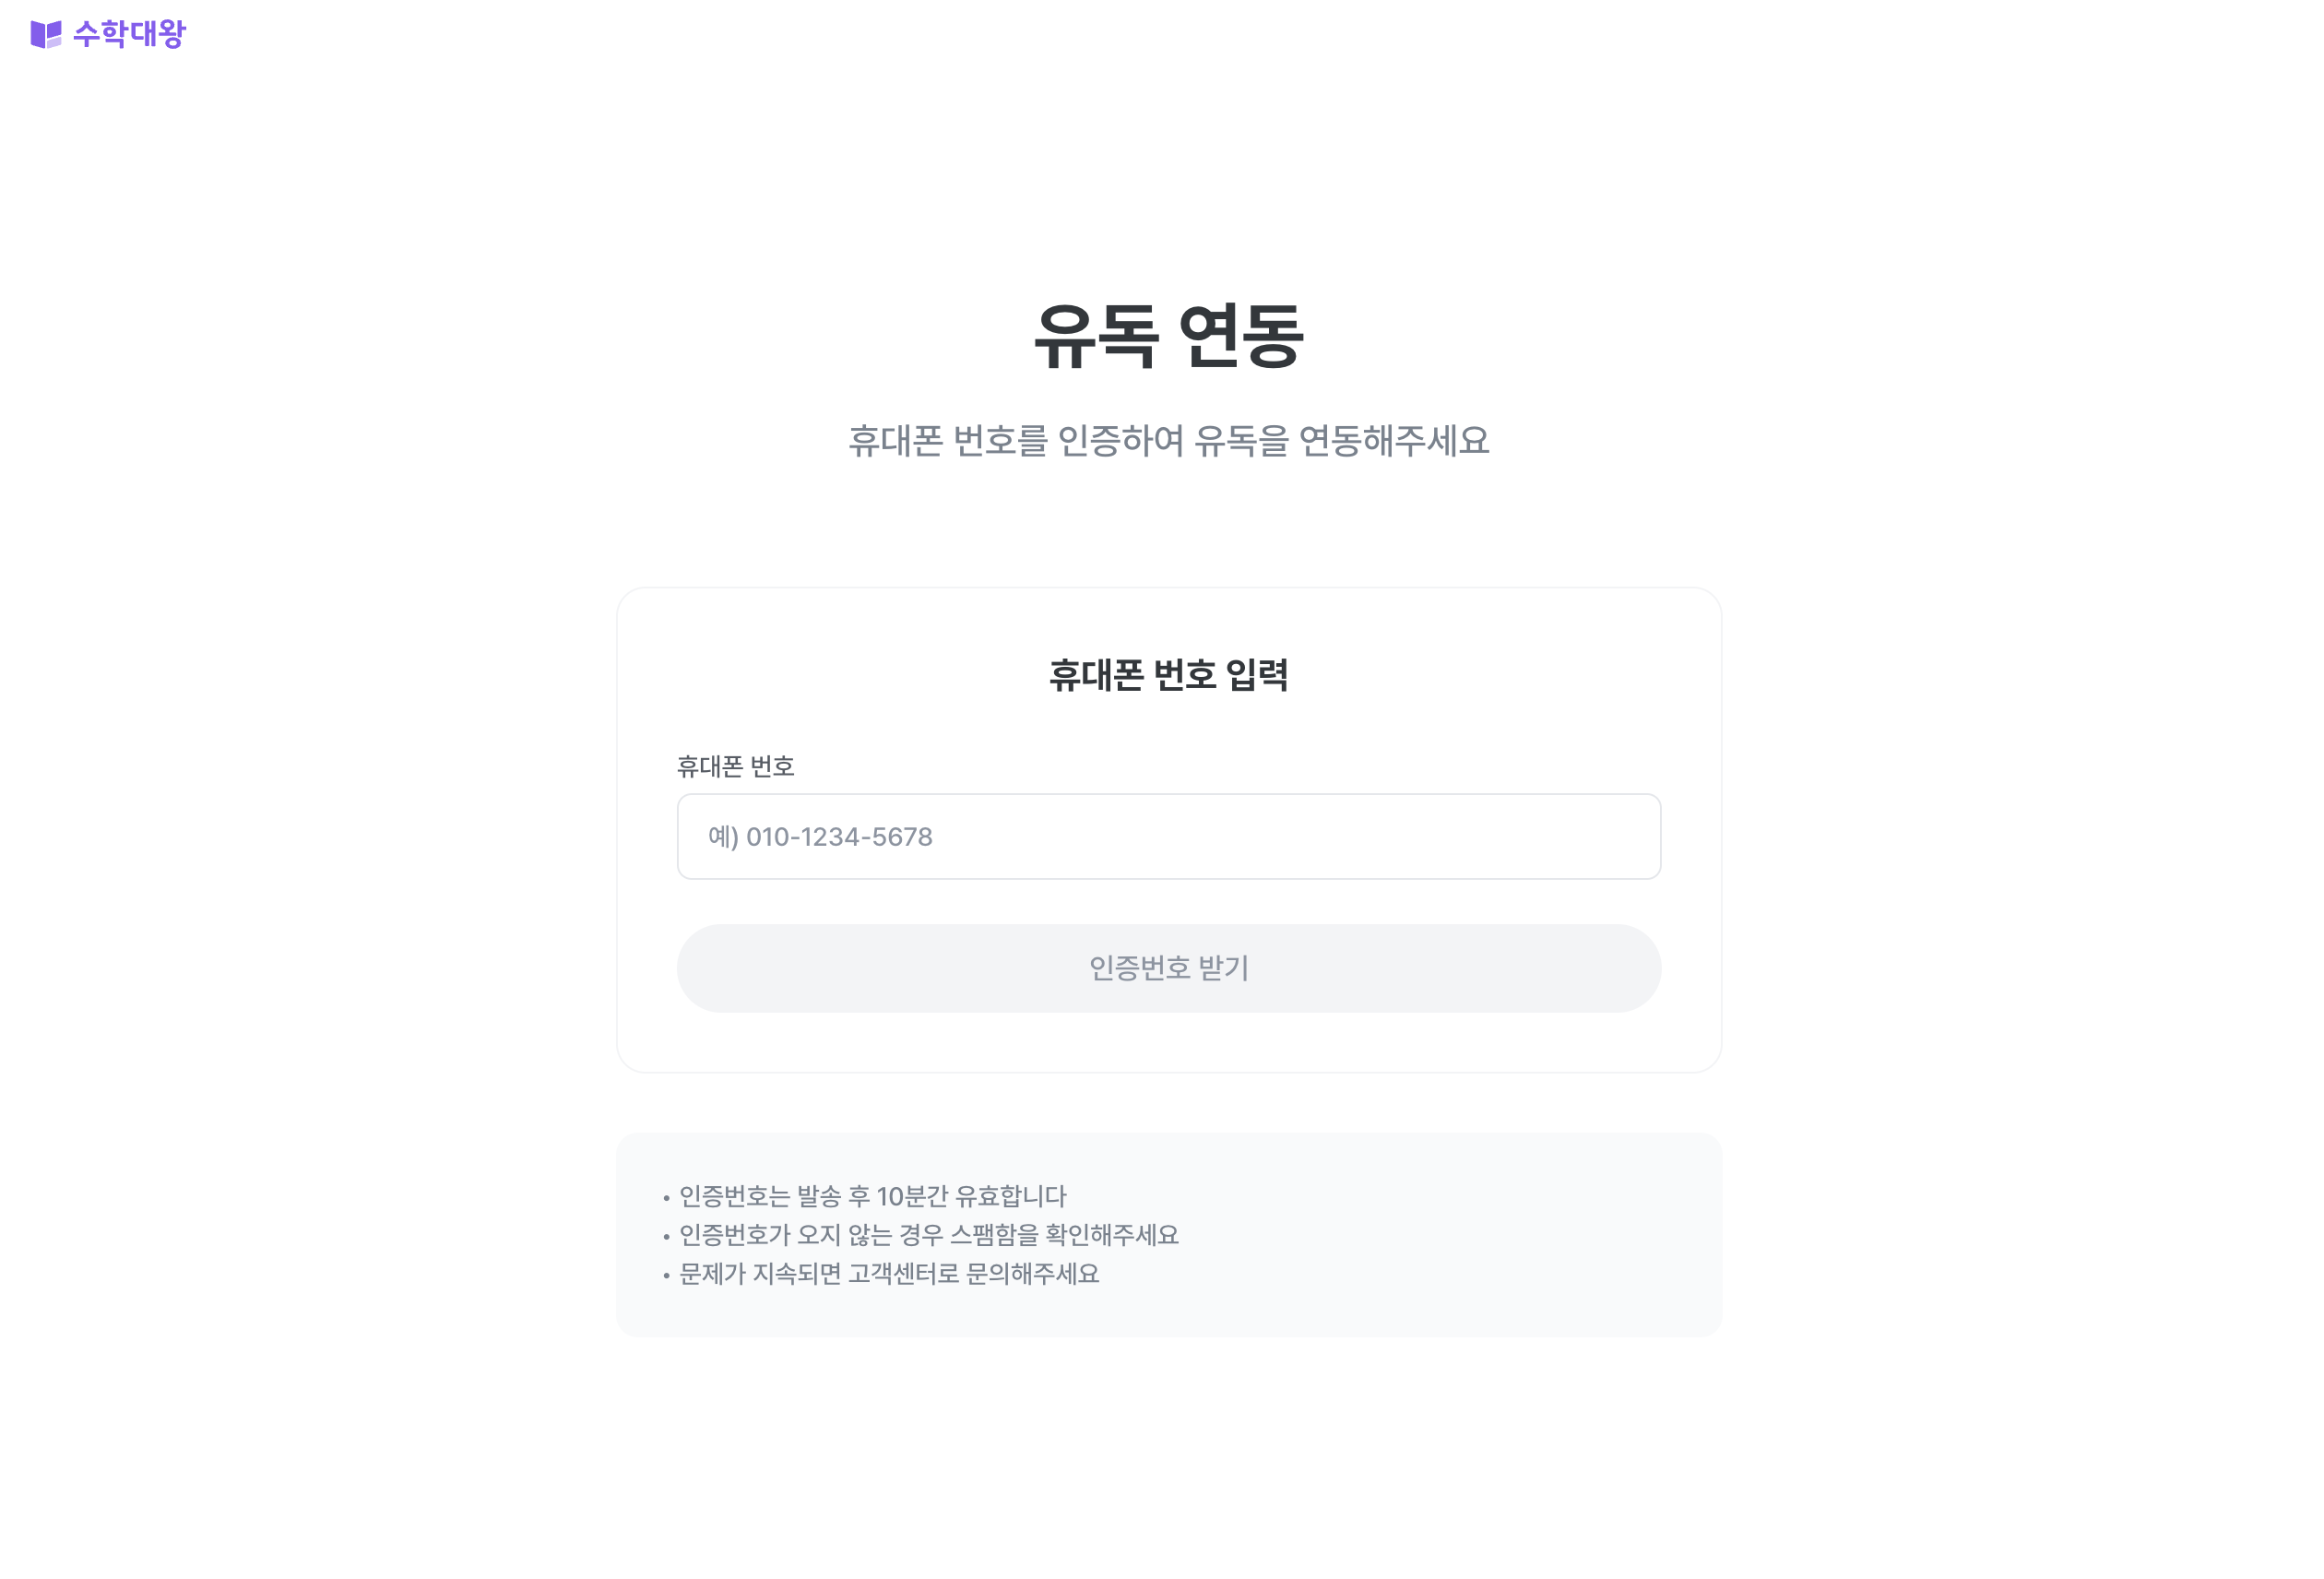 수학대왕
유독 연동
휴대폰 번호를 인증하여 유독을 연동해주세요
휴대폰 번호 입력
휴대폰 번호
예) 010-1234-5678
인증번호 받기
• 인증번호는 발송 후 10분간 유효합니다
• 인증번호가 오지 않는 경우 스팸함을 확인해주세요
• 문제가 지속되면 고객센터로 문의해주세요